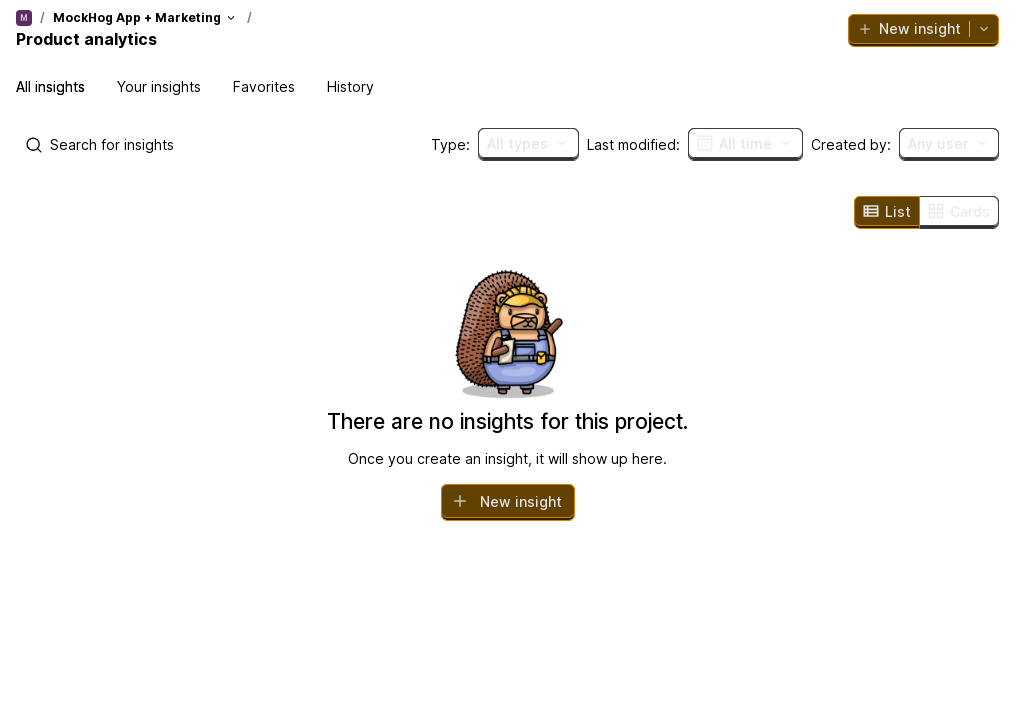 M / MockHog App + Marketing /
Product analytics
New insight
All insights Your insights Favorites History
Search for insights Type: All types Last modified: All time Created by: Any user
List Cards
There are no insights for this project.
Once you create an insight, it will show up here.
New insight